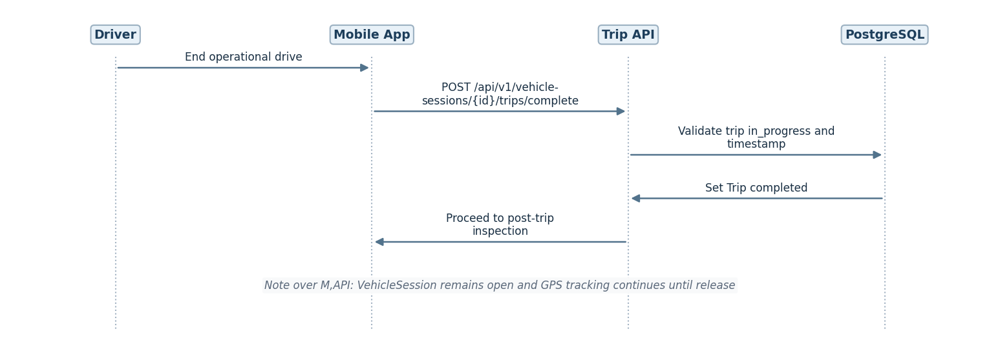 Driver
Mobile App
Trip API
PostgreSQL
End operational drive
POST /api/v1/vehicle-
sessions/{id}/trips/complete
Validate trip in_progress and
timestamp
Set Trip completed
Proceed to post-trip
inspection
Note over M,API: VehicleSession remains open and GPS tracking continues until release